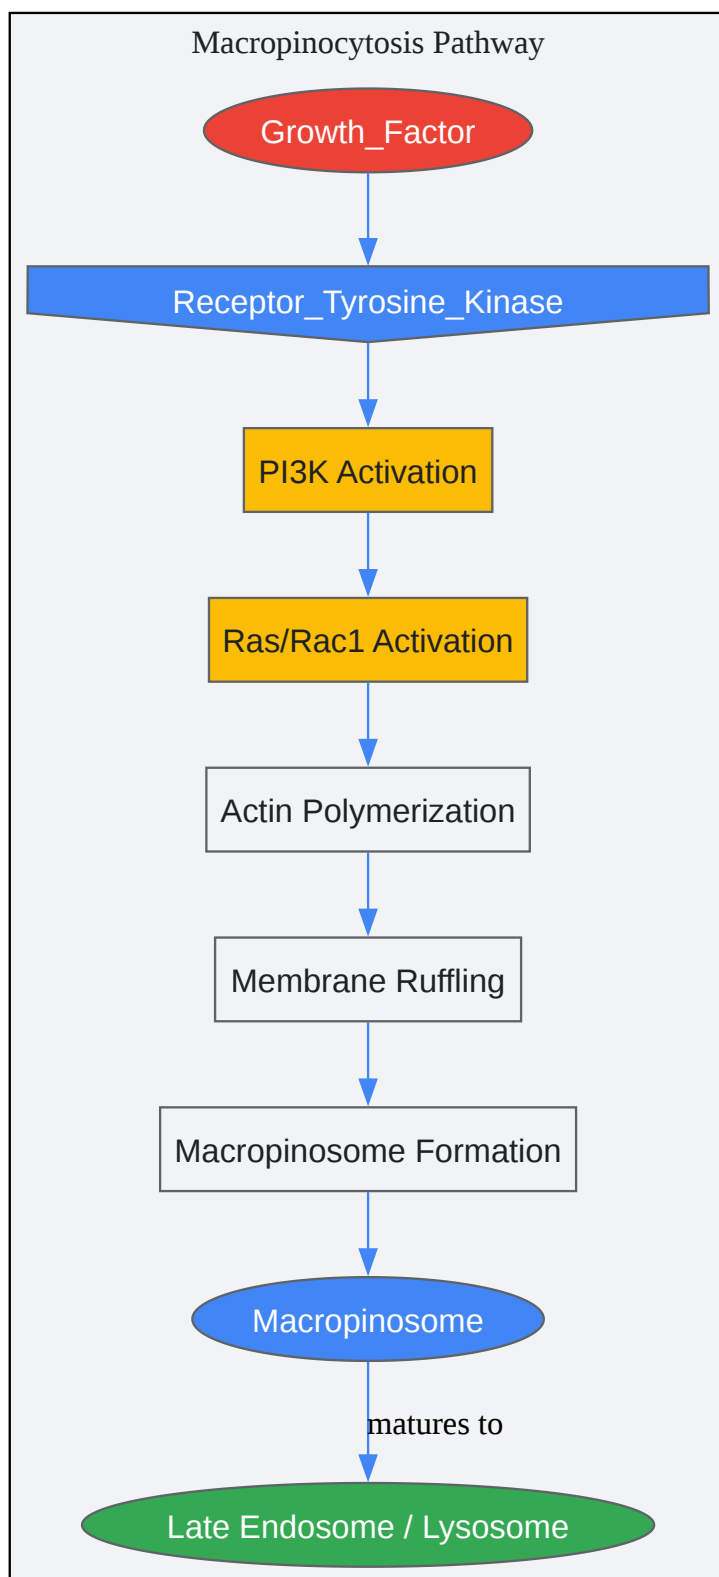 Macropinocytosis Pathway
Growth_Factor
Receptor_Tyrosine_Kinase
PI3K Activation
Ras/Rac1 Activation
Actin Polymerization
Membrane Ruffling
Macropinosome Formation
Macropinosome
matures to
Late Endosome / Lysosome